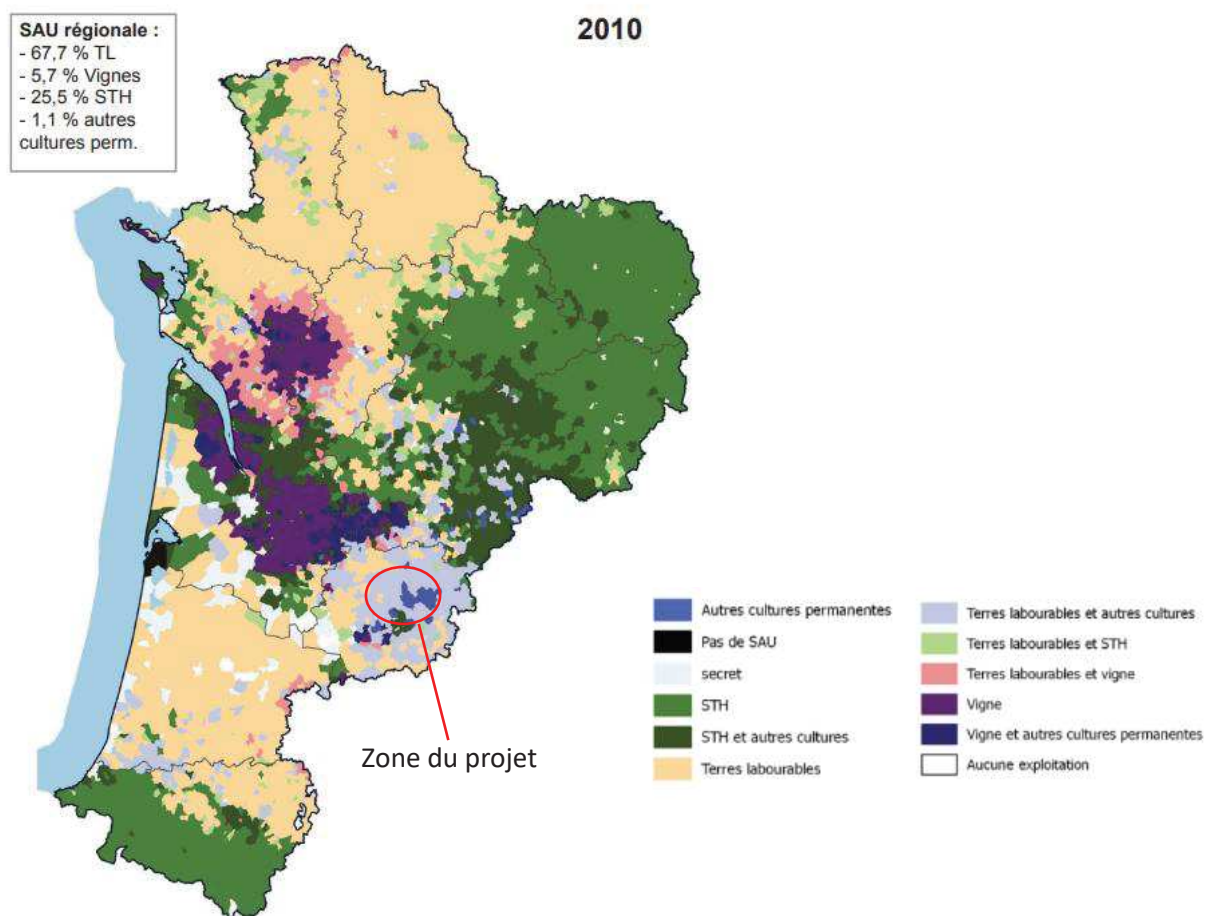 2010
SAU régionale :
- 67,7 % TL
- 5,7 % Vignes
- 25,5 % STH
- 1,1 % autres
cultures perm.
Zone du projet
Autres cultures permanentes
Pas de SAU
secret
STH
STH et autres cultures
Terres labourables
Terres labourables et autres cultures
Terres labourables et STH
Terres labourables et vigne
Vigne
Vigne et autres cultures permanentes
Aucune exploitation